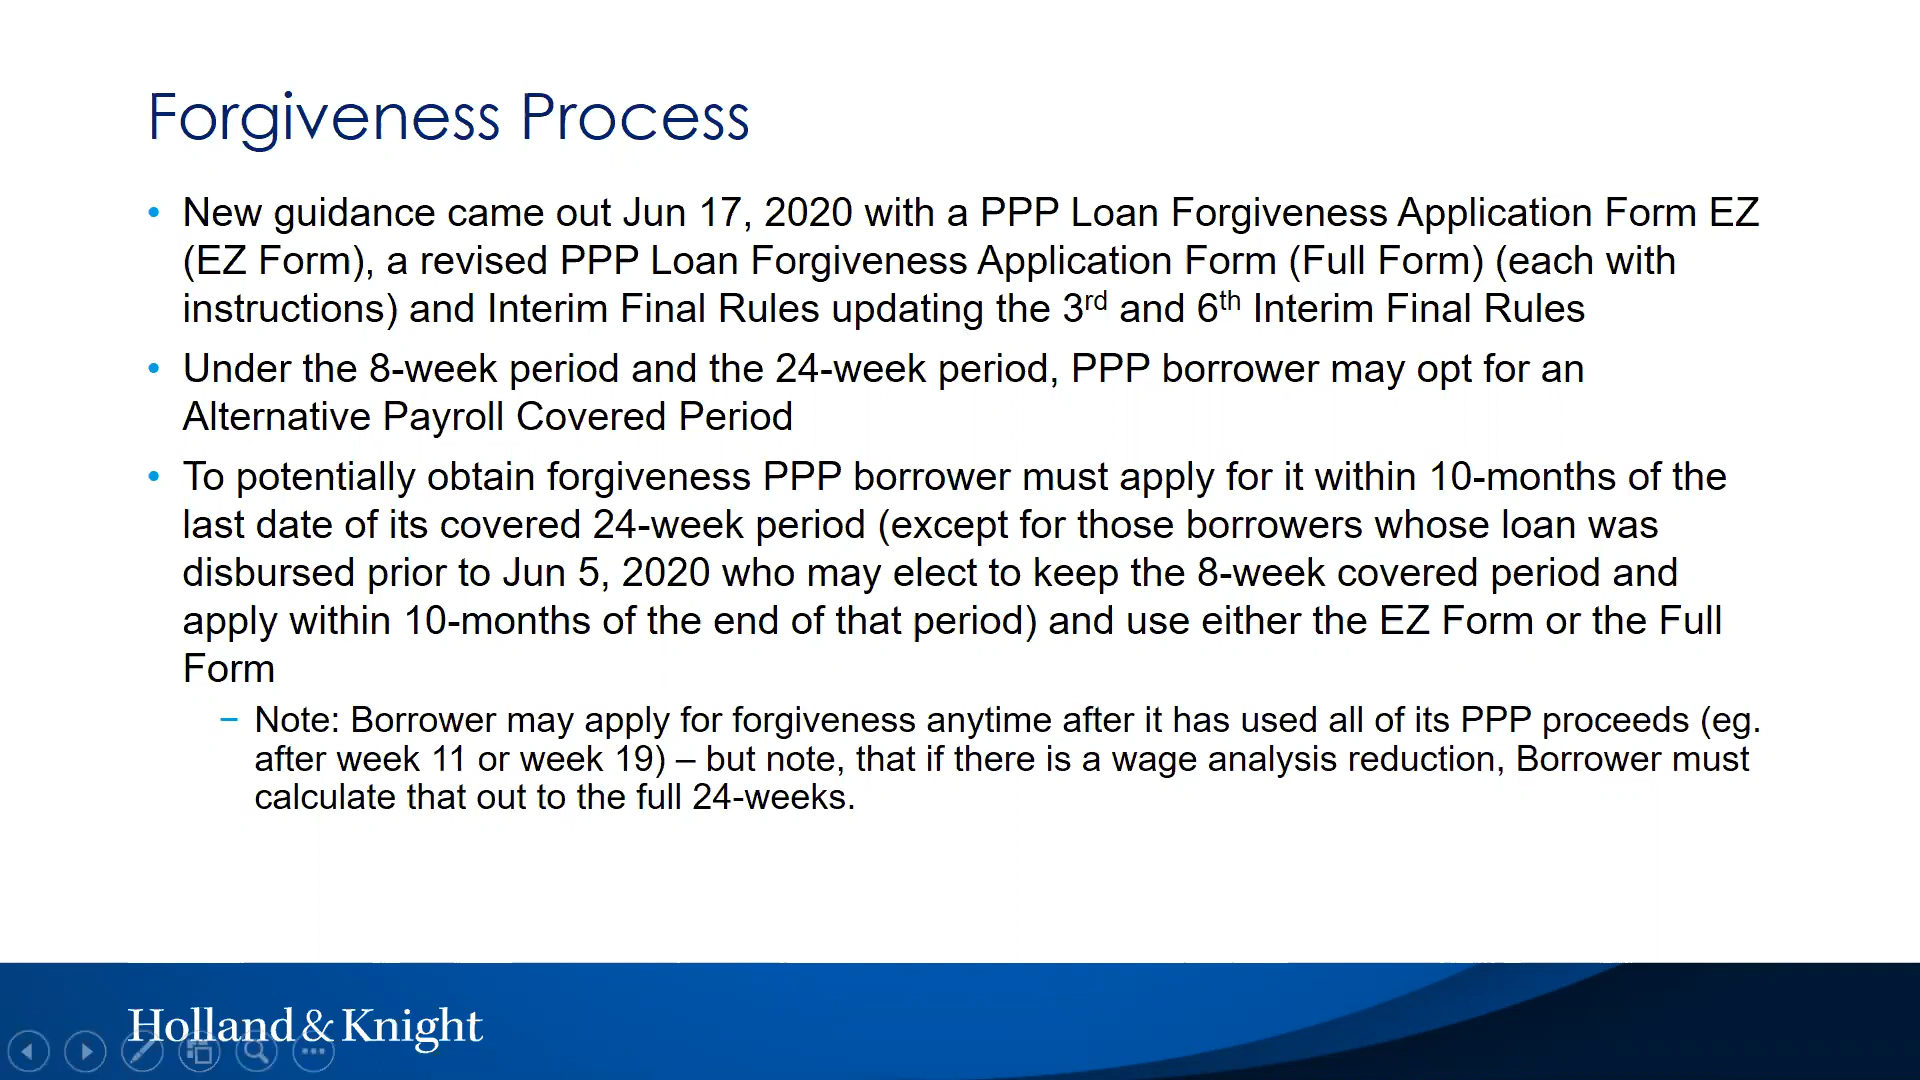 Forgiveness Process
• New guidance came out Jun 17, 2020 with a PPP Loan Forgiveness Application Form EZ
(EZ Form), a revised PPP Loan Forgiveness Application Form (Full Form) (each with
instructions) and Interim Final Rules updating the 3rd and 6th Interim Final Rules
• Under the 8-week period and the 24-week period, PPP borrower may opt for an
Alternative Payroll Covered Period
• To potentially obtain forgiveness PPP borrower must apply for it within 10-months of the
last date of its covered 24-week period (except for those borrowers whose loan was
disbursed prior to Jun 5, 2020 who may elect to keep the 8-week covered period and
apply within 10-months of the end of that period) and use either the EZ Form or the Full
Form
− Note: Borrower may apply for forgiveness anytime after it has used all of its PPP proceeds (eg.
after week 11 or week 19) – but note, that if there is a wage analysis reduction, Borrower must
calculate that out to the full 24-weeks.
Holland & Knight